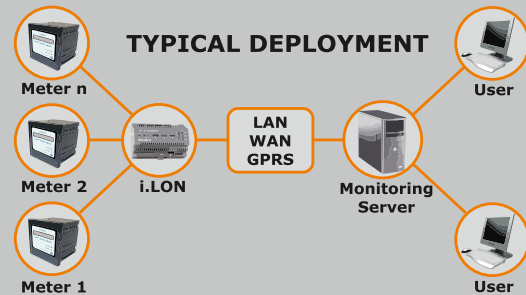 TYPICAL DEPLOYMENT
Meter n
User
LAN
WAN
GPRS
Meter 2
i.LON
Monitoring
Server
Meter 1
User